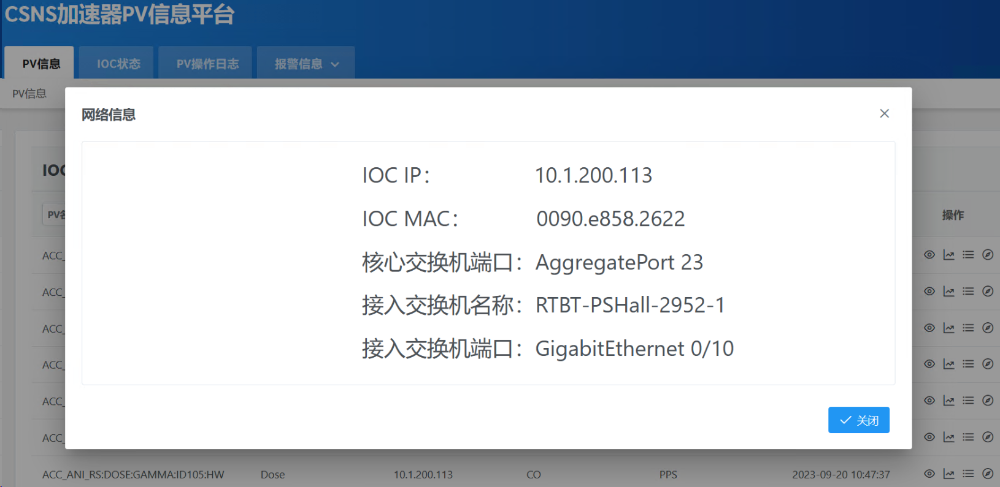 CSNS加速器PV信息平台
PV信息 IOC状态 PV操作日志 报警信息
PV信息
网络信息
IOC
IOC IP： 10.1.200.113
IOC MAC： 0090.e858.2622
PV名 操作
核心交换机端口： AggregatePort 23
ACC_
接入交换机名称： RTBT-PSHall-2952-1
ACC_
ACC_
接入交换机端口： GigabitEthernet 0/10
ACC_
ACC_
关闭
ACC_
ACC_ANI_RS:DOSE:GAMMA:ID105:HW Dose 10.1.200.113 CO PPS 2023-09-20 10:47:37